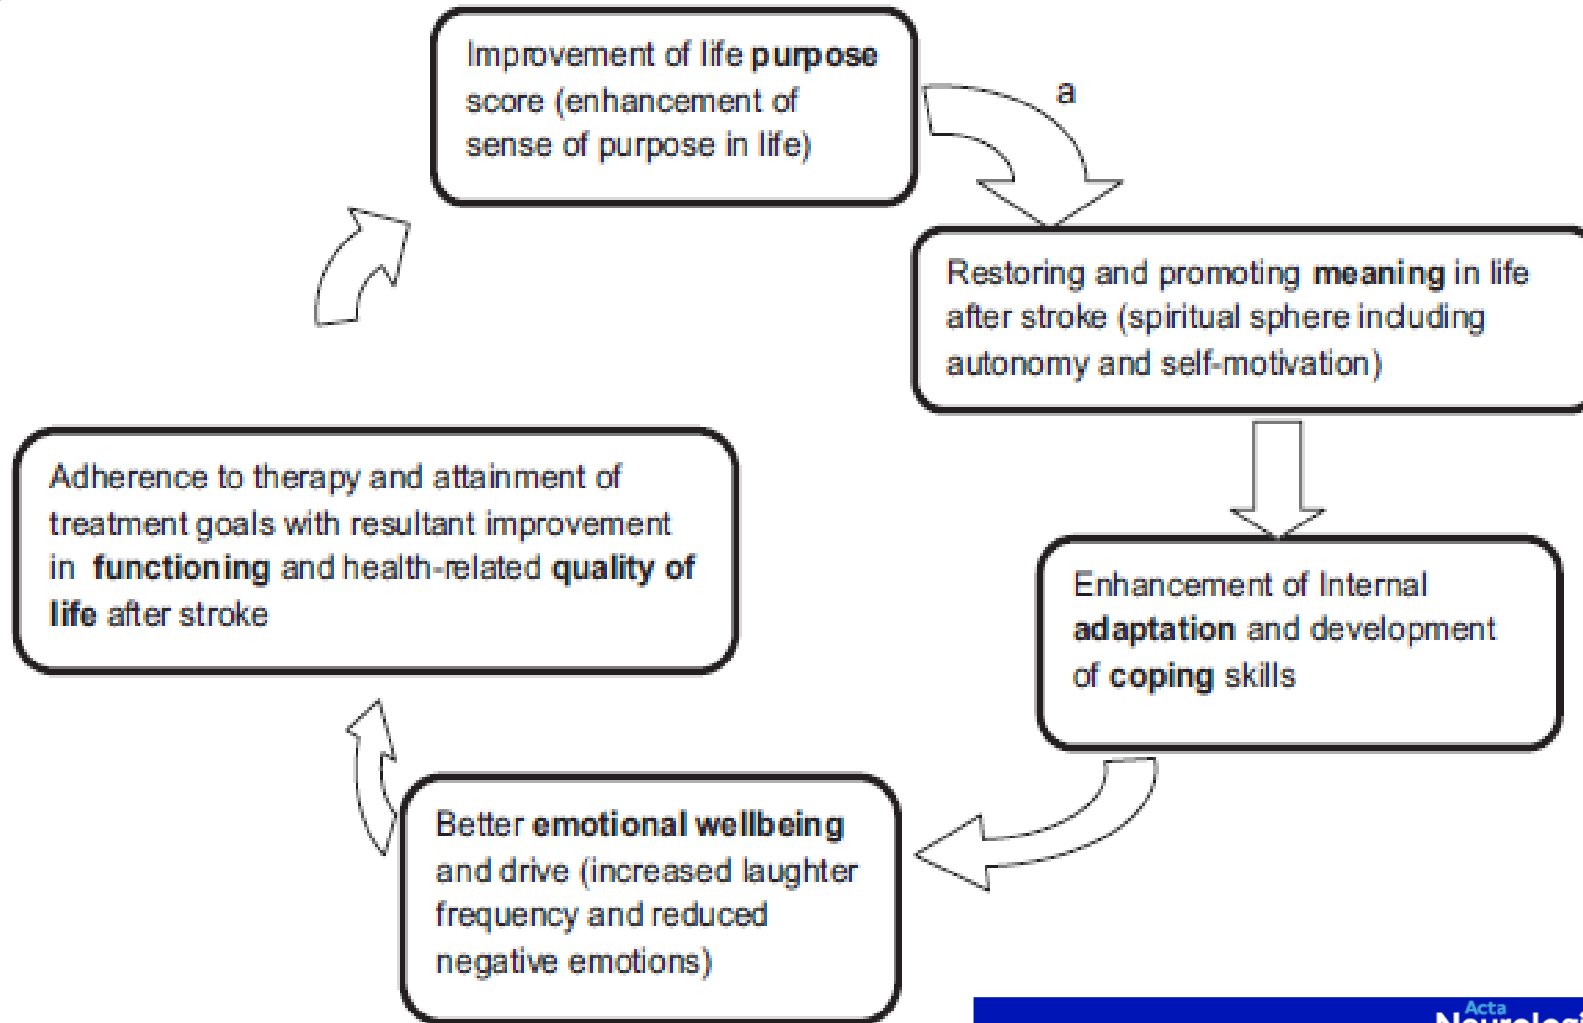 Improvement of life purpose
score (enhancement of
sense of purpose in life)
a
Restoring and promoting meaning in life
after stroke (spiritual sphere including
autonomy and self-motivation)
Enhancement of Internal
adaptation and development
of coping skills
Better emotional wellbeing
and drive (increased laughter
frequency and reduced
negative emotions)
Adherence to therapy and attainment of
treatment goals with resultant improvement
in functioning and health-related quality of
life after stroke
Acta